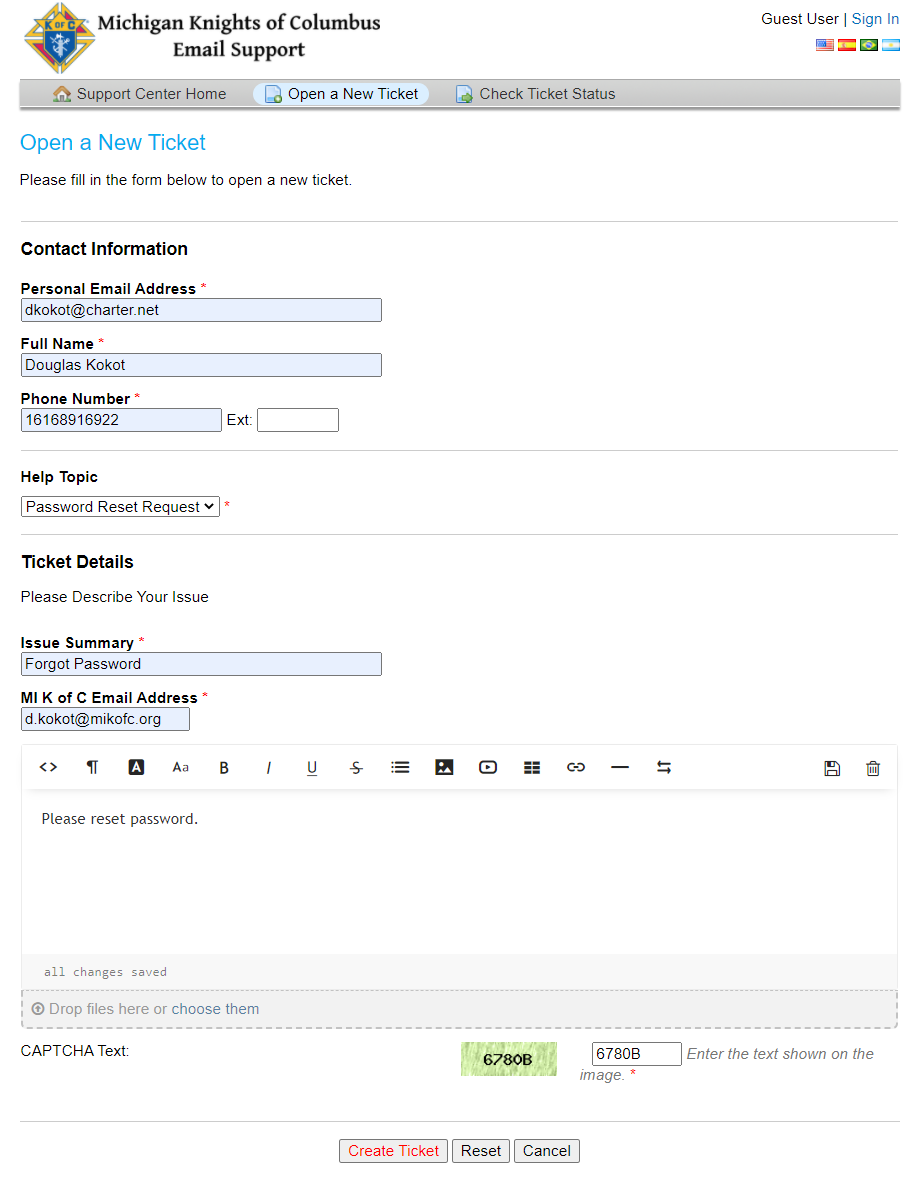 K OF C
Michigan Knights of Columbus
Email Support
Guest User | Sign In
Support Center Home
Open a New Ticket
Check Ticket Status
Open a New Ticket
Please fill in the form below to open a new ticket.
Contact Information
Personal Email Address *
dkokot@charter.net
Full Name *
Douglas Kokot
Phone Number *
16168916922 Ext:
Help Topic
Password Reset Request *
Ticket Details
Please Describe Your Issue
Issue Summary *
Forgot Password
MI K of C Email Address *
d.kokot@mikofc.org
<> ¶ A Aa B I U S
Please reset password.
all changes saved
Drop files here or choose them
CAPTCHA Text: 6780B 6780B Enter the text shown on the
image. *
Create Ticket Reset Cancel